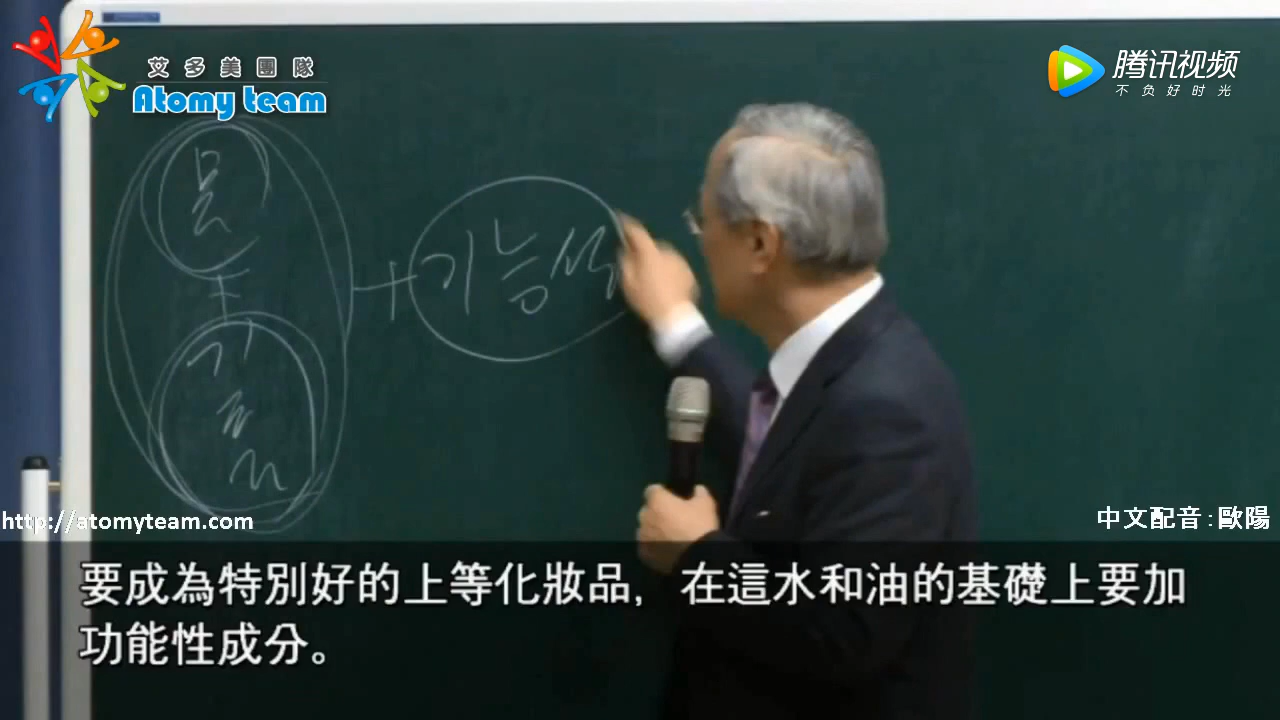 艾多美團隊
Atomy team
腾讯视频
不负好时光
물
+
기름
+기능성
http://atomyteam.com
中文配音:歐陽
要成為特別好的上等化妝品, 在這水和油的基礎上要加
功能性成分。